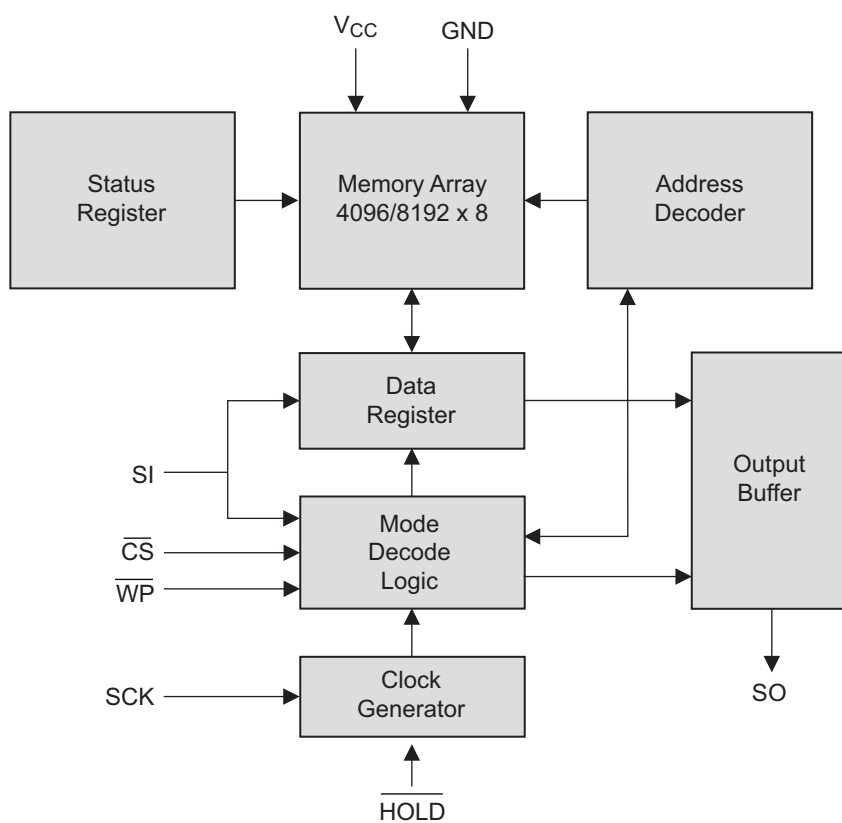 VCC
GND
Status
Register
Memory Array
4096/8192 x 8
Address
Decoder
Data
Register
SI
Mode
Decode
Logic
CS
WP
Output
Buffer
SCK
Clock
Generator
SO
HOLD